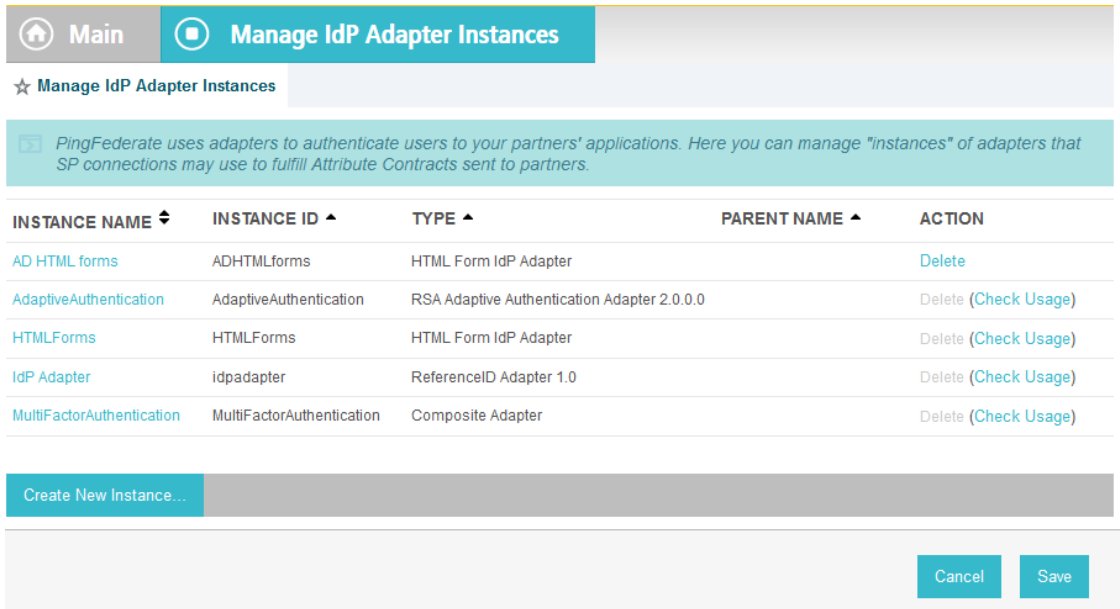 Main Manage IdP Adapter Instances
Manage IdP Adapter Instances
PingFederate uses adapters to authenticate users to your partners' applications. Here you can manage "instances" of adapters that
SP connections may use to fulfill Attribute Contracts sent to partners.
INSTANCE NAME INSTANCE ID TYPE PARENT NAME ACTION
AD HTML forms ADHTMLforms HTML Form IdP Adapter Delete
AdaptiveAuthentication AdaptiveAuthentication RSA Adaptive Authentication Adapter 2.0.0.0 Delete (Check Usage)
HTMLForms HTMLForms HTML Form IdP Adapter Delete (Check Usage)
IdP Adapter idpadapter ReferenceID Adapter 1.0 Delete (Check Usage)
MultiFactorAuthentication MultiFactorAuthentication Composite Adapter Delete (Check Usage)
Create New Instance...
Cancel Save